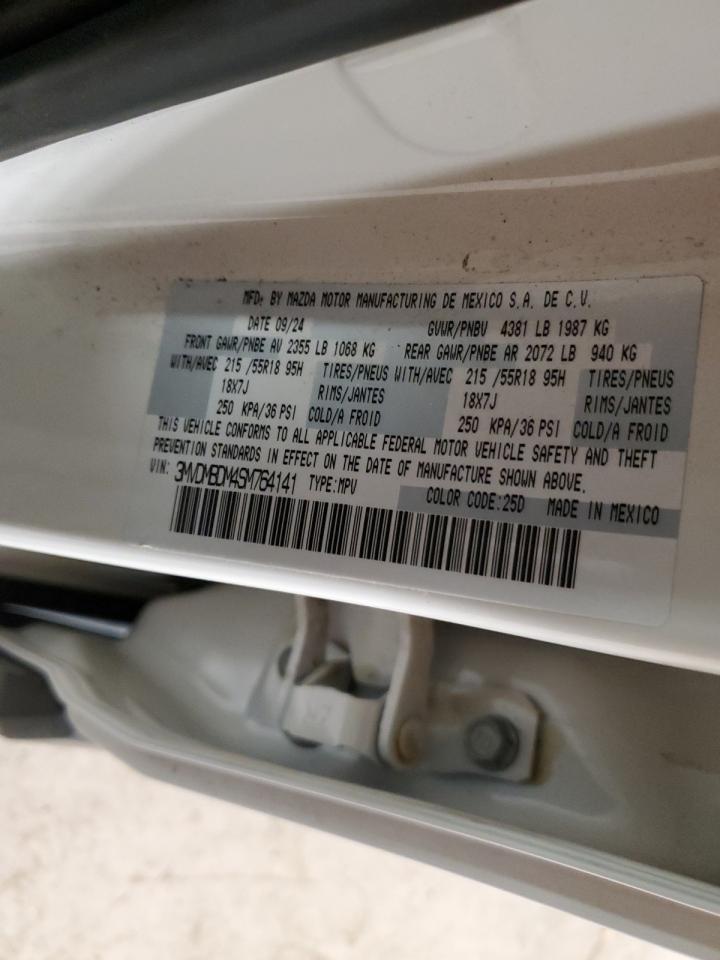 MFD. BY MAZDA MOTOR MANUFACTURING DE MEXICO S.A. DE C.V.
DATE 09/24 GVWR/PNBV 4381 LB 1987 KG
FRONT GAWR/PNBE AV 2355 LB 1068 KG REAR GAWR/PNBE AR 2072 LB 940 KG
WITH/AVEC 215 /55R18 95H TIRES/PNEUS WITH/AVEC 215 /55R18 95H TIRES/PNEUS
18X7J RIMS/JANTES 18X7J RIMS/JANTES
250 KPA/36 PSI COLD/A FROID 250 KPA/36 PSI COLD/A FROID
THIS VEHICLE CONFORMS TO ALL APPLICABLE FEDERAL MOTOR VEHICLE SAFETY AND THEFT
PREVENTION STANDARDS IN EFFECT ON THE DATE OF MANUFACTURE SHOWN ABOVE.
VIN: 3MVDMBDM4SM764141 TYPE:MPV COLOR CODE:25D MADE IN MEXICO